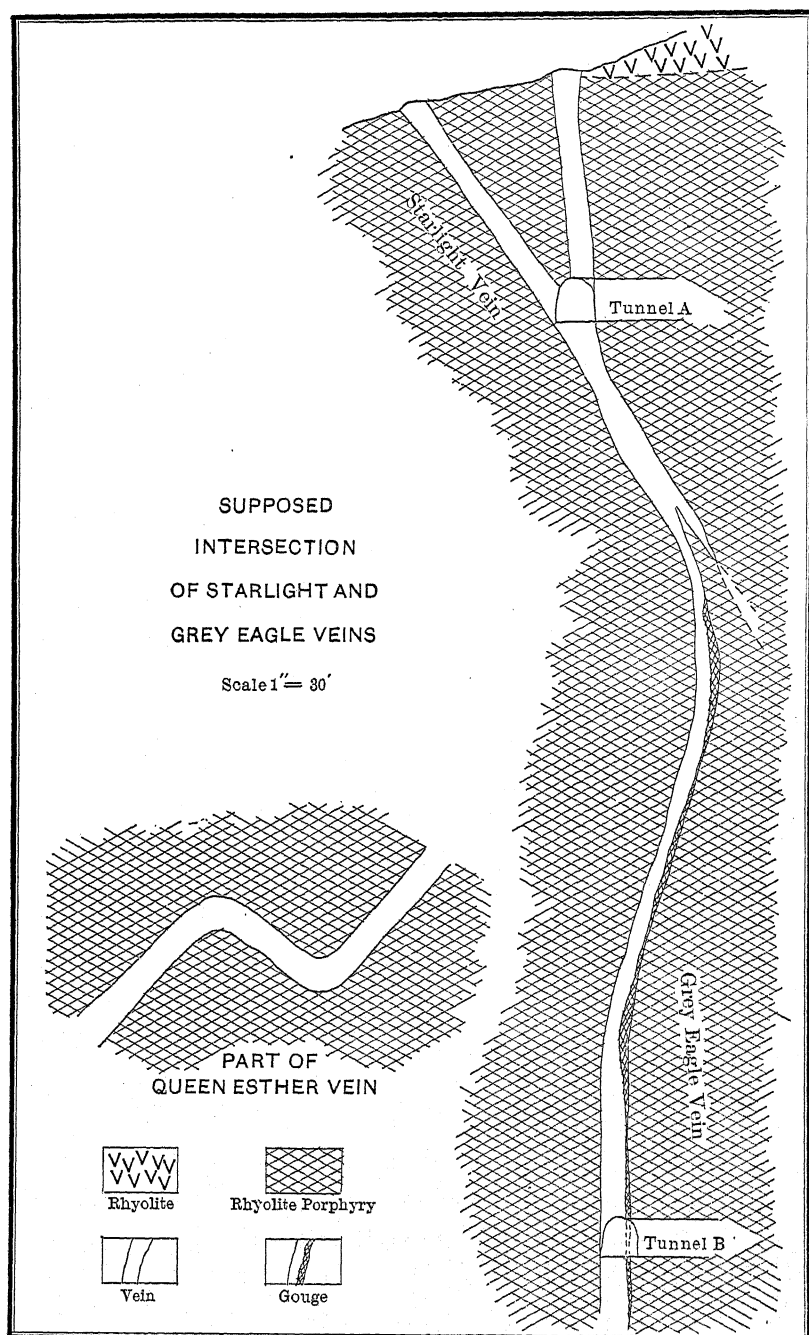 Starlight Vein
Tunnel A
SUPPOSED
INTERSECTION
OF STARLIGHT AND
GREY EAGLE VEINS
Scale 1"= 30'
Grey Eagle Vein
PART OF
QUEEN ESTHER VEIN
Rhyolite
Rhyolite Porphyry
Vein
Gouge
Tunnel B